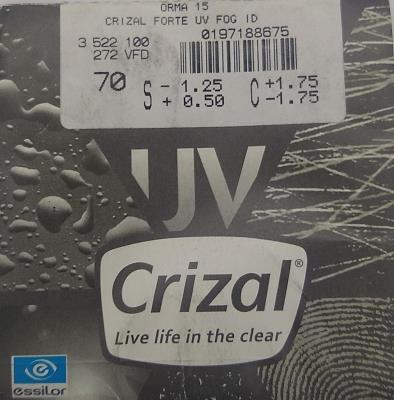 ORMA 15
CRIZAL FORTE UV FOG ID
3 522 100
0197188675
272 VFD
70 S - 1.25 C +1.75
+ 0.50 -1.75
UV
Crizal®
Live life in the clear
essilor